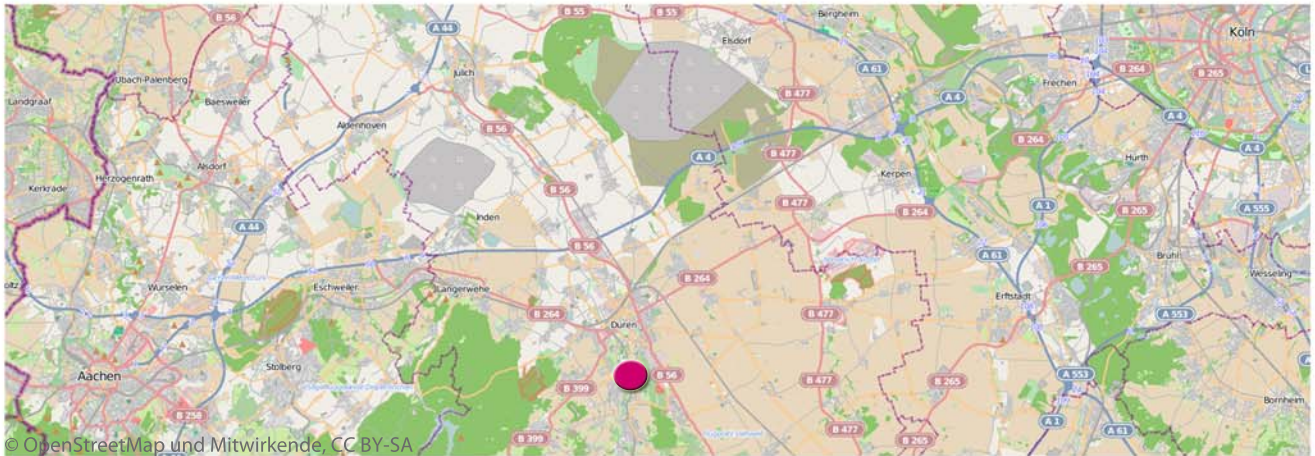 B 56
A 44
B 55
B 55
Bergheim
Köln
Elsdorf
A 61
B 264
B 265
Frechen
Landgraaf
Übach-Palenberg
Jülich
Baesweiler
B 477
A 4
A 4
Aldenhoven
B 56
B 264
A 4
Alsdorf
A 4
B 477
Hürth
Herzogenrath
Kerkrade
Kerpen
B 56
B 477
B 264
A 1
B 265
A 555
Inden
A 44
B 56
A 61
Brühl
Wesseling
B 265
Würselen
Eschweiler
Langerwehe
B 264
B 264
Erftstadt
B 477
A 553
Düren
Stolberg
Aachen
B 56
B 399
B 477
B 265
A 553
Bornheim
B 258
B 399
B 477
B 265
A 1
A 61
© OpenStreetMap und Mitwirkende, CC BY-SA